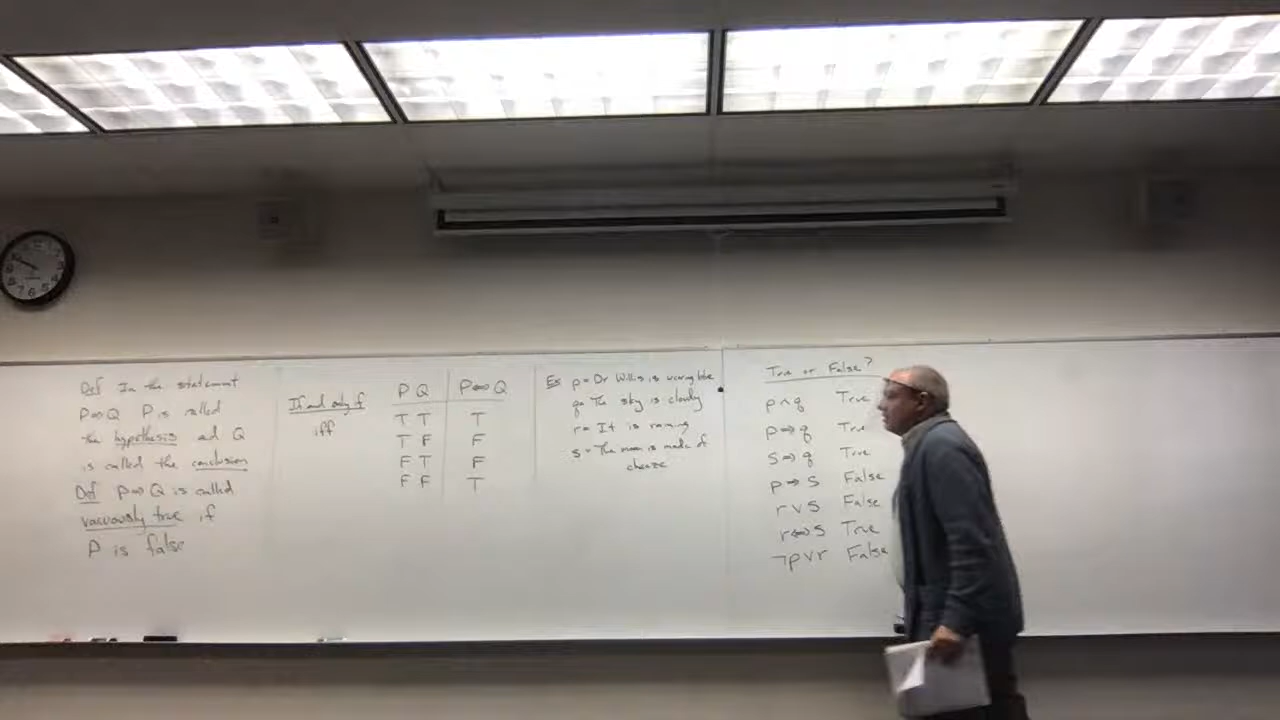 Def In the statement
P⇒Q P is called
the hypothesis ad Q
is called the conclusion
Def P⇒Q is called
vacuously true if
P is false
If and only if
iff
P Q P⇔Q
T T T
T F F
F T F
F F T
Ex p = Dr Willis is wearing blue
q = The sky is cloudy
r = It is raining
s = The moon is made of
cheese
True or False?
p ∧ q True
p ⇒ q True
s ⇒ q True
p ⇒ s False
r ∨ s False
r ⇔ s True
¬p ∨ r False